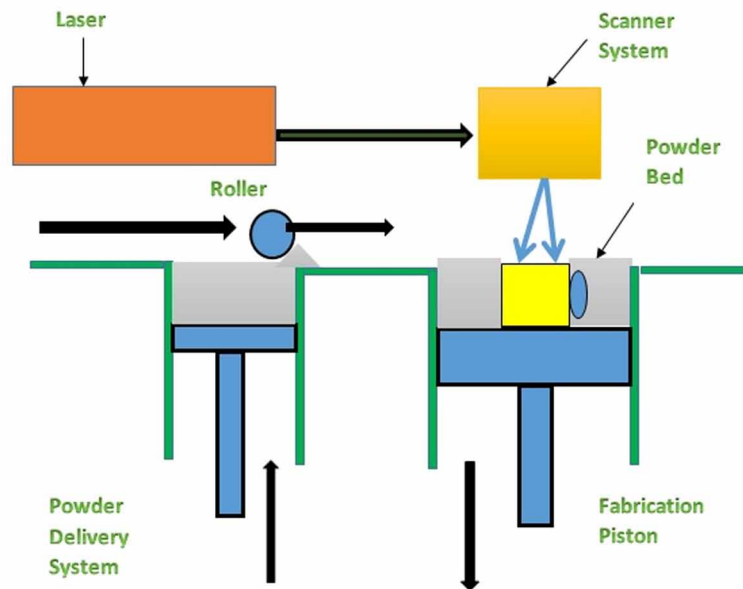 Laser
Scanner
System
Powder
Bed
Roller
Powder
Delivery
System
Fabrication
Piston